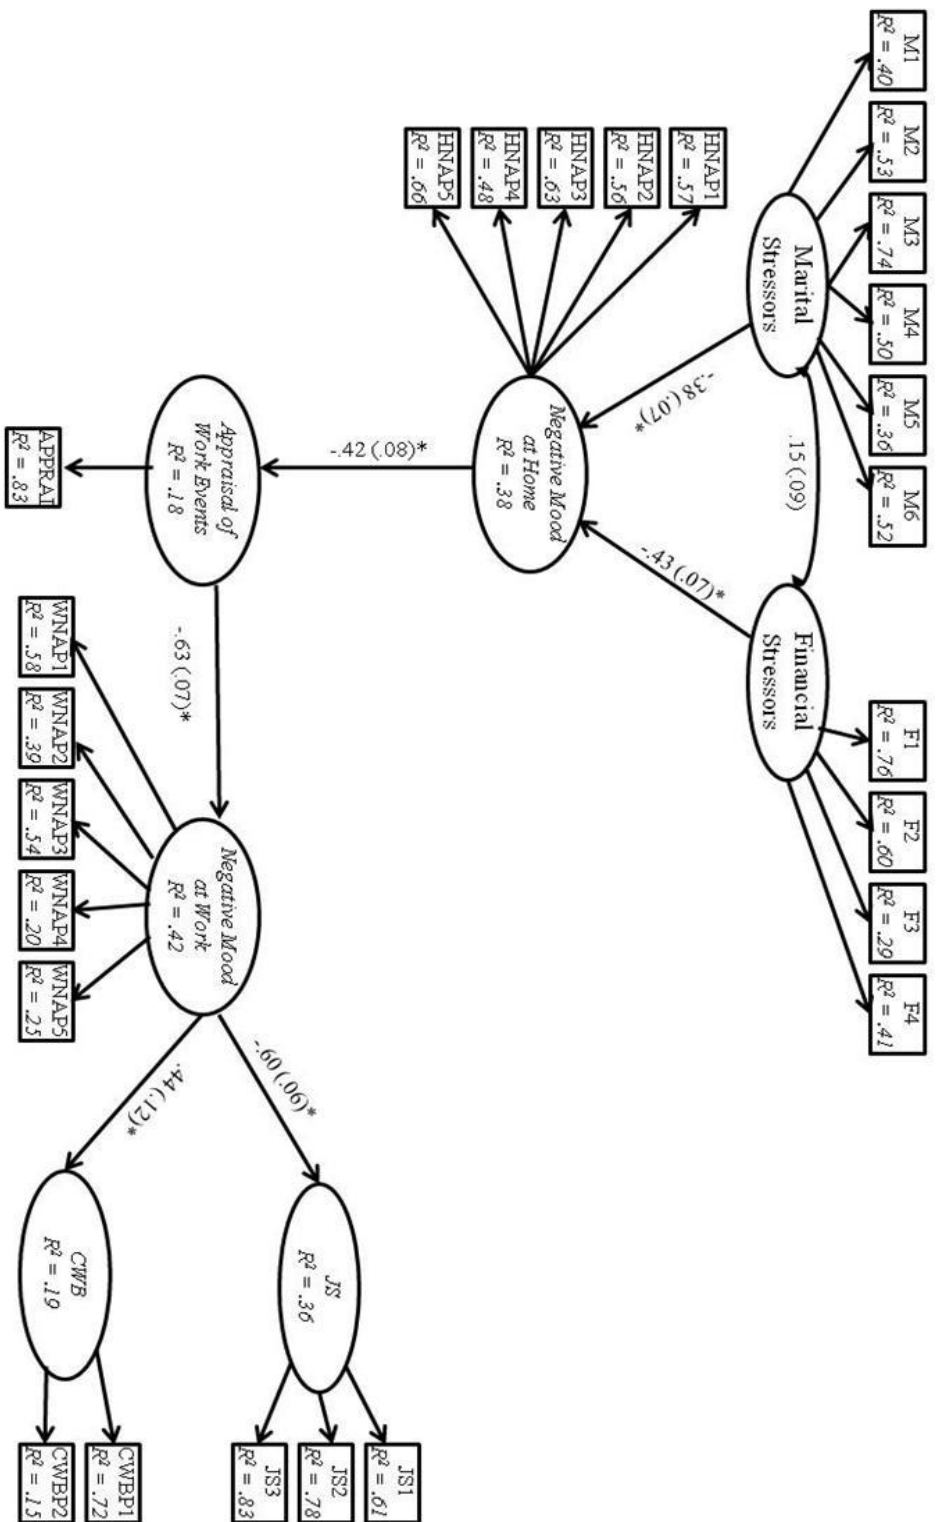 M1
R² = .40
M2
R² = .53
M3
R² = .74
M4
R² = .50
M5
R² = .36
M6
R² = .52
F1
R² = .76
F2
R² = .60
F3
R² = .29
F4
R² = .41
Marital
Stressors
.15 (.09)
Financial
Stressors
HNAP1
R² = .57
HNAP2
R² = .56
HNAP3
R² = .63
HNAP4
R² = .48
HNAP5
R² = .66
-.38 (.07)
*
-.43 (.07)*
Negative Mood
at Home
R² = .38
-.42 (.08)*
Appraisal of
Work Events
R² = .18
APPRAI
R² = .83
-.63 (.07)*
Negative Mood
at Work
R² = .42
WNAP1
R² = .58
WNAP2
R² = .39
WNAP3
R² = .54
WNAP4
R² = .20
WNAP5
R² = .25
-.60 (.06)*
.44 (.12)*
JS
R² = .36
JS1
R² = .61
JS2
R² = .78
JS3
R² = .83
CWB
R² = .19
CWBP1
R² = .72
CWBP2
R² = .15